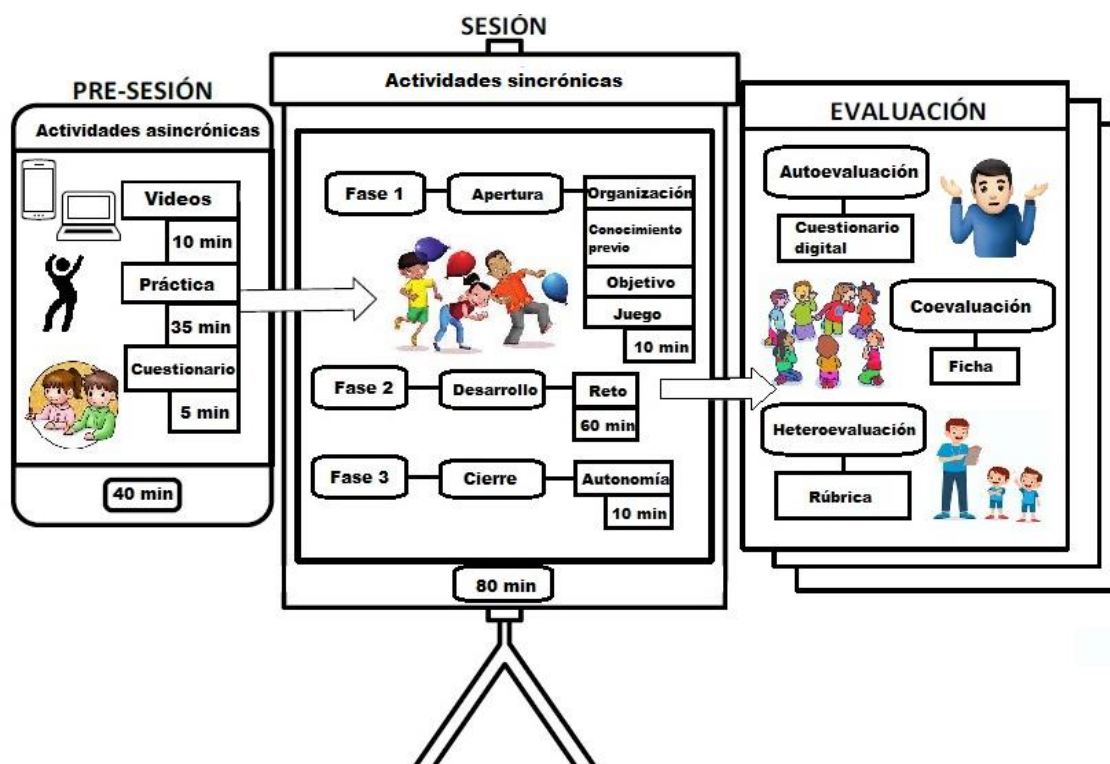 PRE-SESIÓN
Actividades asincrónicas
Videos
10 min
Práctica
35 min
Cuestionario
5 min
40 min
SESIÓN
Actividades sincrónicas
Fase 1
Apertura
Organización
Conocimiento
previo
Objetivo
Juego
10 min
Fase 2
Desarrollo
Reto
60 min
Fase 3
Cierre
Autonomía
10 min
80 min
EVALUACIÓN
Autoevaluación
Cuestionario
digital
Coevaluación
Ficha
Heteroevaluación
Rúbrica